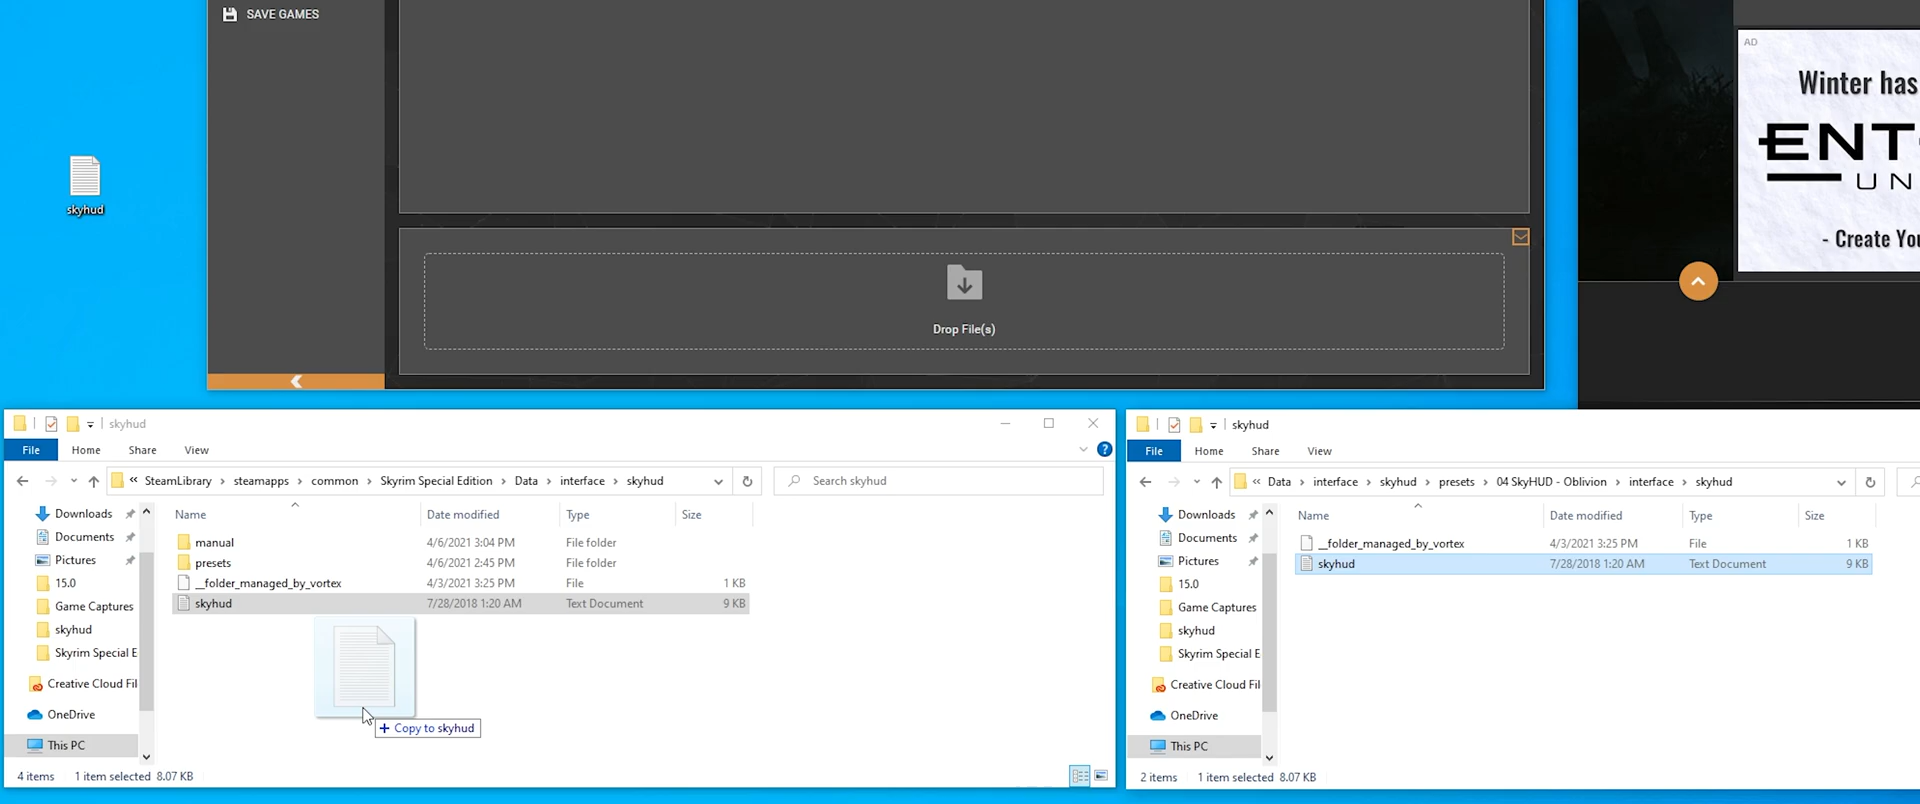 SAVE GAMES
skyhud
Drop File(s)
AD
Winter has
ENT
UN
- Create You
skyhud
File Home Share View
« SteamLibrary › steamapps › common › Skyrim Special Edition › Data › interface › skyhud
Search skyhud
Name Date modified Type Size
Downloads
Documents
Pictures
15.0
Game Captures
skyhud
Skyrim Special E
Creative Cloud Fil
OneDrive
This PC
manual 4/6/2021 3:04 PM File folder
presets 4/6/2021 2:45 PM File folder
__folder_managed_by_vortex 4/3/2021 3:25 PM File 1 KB
skyhud 7/28/2018 1:20 AM Text Document 9 KB
+ Copy to skyhud
4 items 1 item selected 8.07 KB
skyhud
File Home Share View
« Data › interface › skyhud › presets › 04 SkyHUD - Oblivion › interface › skyhud
Name Date modified Type Size
Downloads
Documents
Pictures
15.0
Game Captures
skyhud
Skyrim Special E
Creative Cloud Fil
OneDrive
This PC
__folder_managed_by_vortex 4/3/2021 3:25 PM File 1 KB
skyhud 7/28/2018 1:20 AM Text Document 9 KB
2 items 1 item selected 8.07 KB